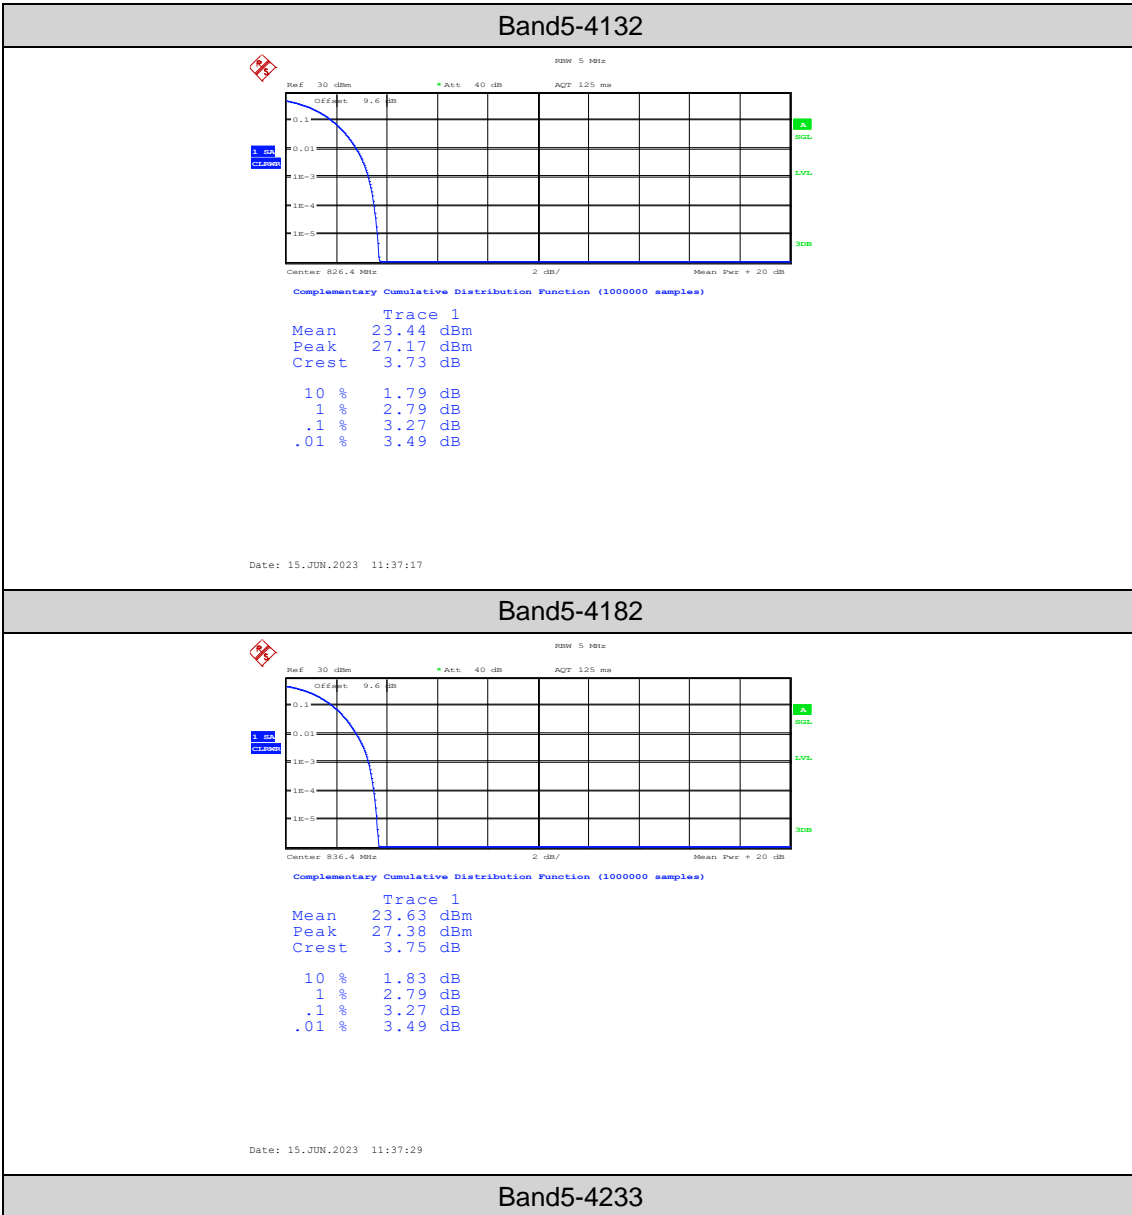 Band5-4132
R S
RBW 5 MHz
Ref 30 dBm *Att 40 dB AQT 125 ms
Offset 9.6 dB
0.1
A
SGL
0.01
1 SA
CLRWR
1E-3
LVL
1E-4
1E-5
3DB
Center 826.4 MHz 2 dB/ Mean Pwr + 20 dB
Complementary Cumulative Distribution Function (1000000 samples)
Trace 1
Mean 23.44 dBm
Peak 27.17 dBm
Crest 3.73 dB
10 % 1.79 dB
1 % 2.79 dB
.1 % 3.27 dB
.01 % 3.49 dB
Date: 15.JUN.2023 11:37:17
Band5-4182
R S
RBW 5 MHz
Ref 30 dBm *Att 40 dB AQT 125 ms
Offset 9.6 dB
0.1
A
SGL
0.01
1 SA
CLRWR
1E-3
LVL
1E-4
1E-5
3DB
Center 836.4 MHz 2 dB/ Mean Pwr + 20 dB
Complementary Cumulative Distribution Function (1000000 samples)
Trace 1
Mean 23.63 dBm
Peak 27.38 dBm
Crest 3.75 dB
10 % 1.83 dB
1 % 2.79 dB
.1 % 3.27 dB
.01 % 3.49 dB
Date: 15.JUN.2023 11:37:29
Band5-4233